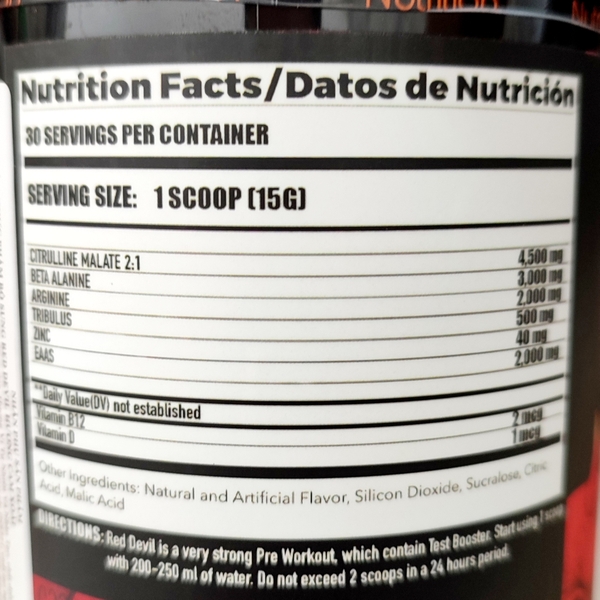 Nutrition Facts/Datos de Nutrición
30 SERVINGS PER CONTAINER
SERVING SIZE: 1 SCOOP (15G)
CITRULLINE MALATE 2:1 4,500 mg
BETA ALANINE 3,000 mg
ARGININE 2,000 mg
TRIBULUS 500 mg
ZINC 40 mg
EAAS 2,000 mg
**Daily Value(DV) not established
Vitamin B12 2 mcg
Vitamin D 1 mcg
Other Ingredients: Natural and Artificial Flavor, Silicon Dioxide, Sucralose, Citric
Acid, Malic Acid
DIRECTIONS: Red Devil is a very strong Pre Workout, which contain Test Booster. Start using 1 scoop
with 200-250 ml of water. Do not exceed 2 scoops in a 24 hours period.